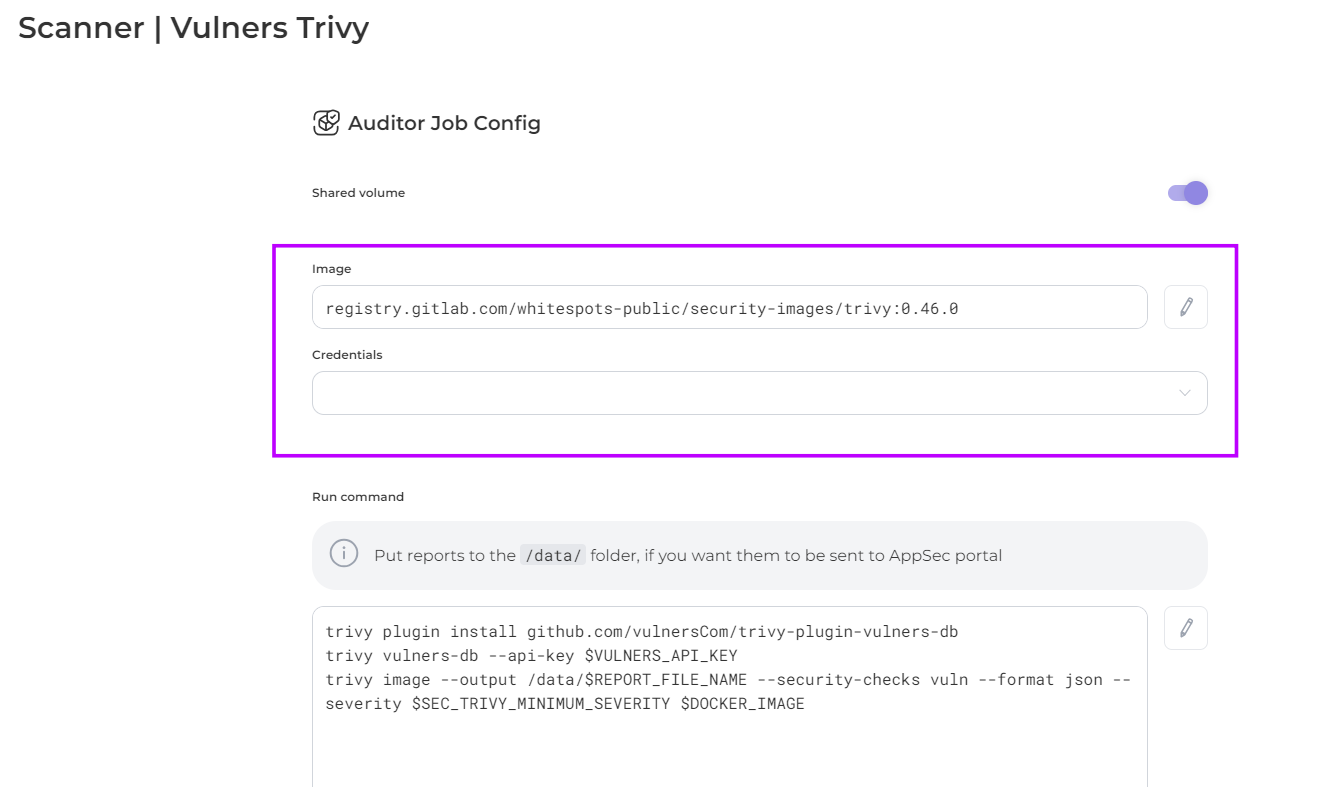 Scanner | Vulners Trivy
Auditor Job Config
Shared volume
Image
registry.gitlab.com/whitespots-public/security-images/trivy:0.46.0
Credentials
Run command
Put reports to the /data/ folder, if you want them to be sent to AppSec portal
trivy plugin install github.com/vulnersCom/trivy-plugin-vulners-db
trivy vulners-db --api-key $VULNERS_API_KEY
trivy image --output /data/$REPORT_FILE_NAME --security-checks vuln --format json --
severity $SEC_TRIVY_MINIMUM_SEVERITY $DOCKER_IMAGE